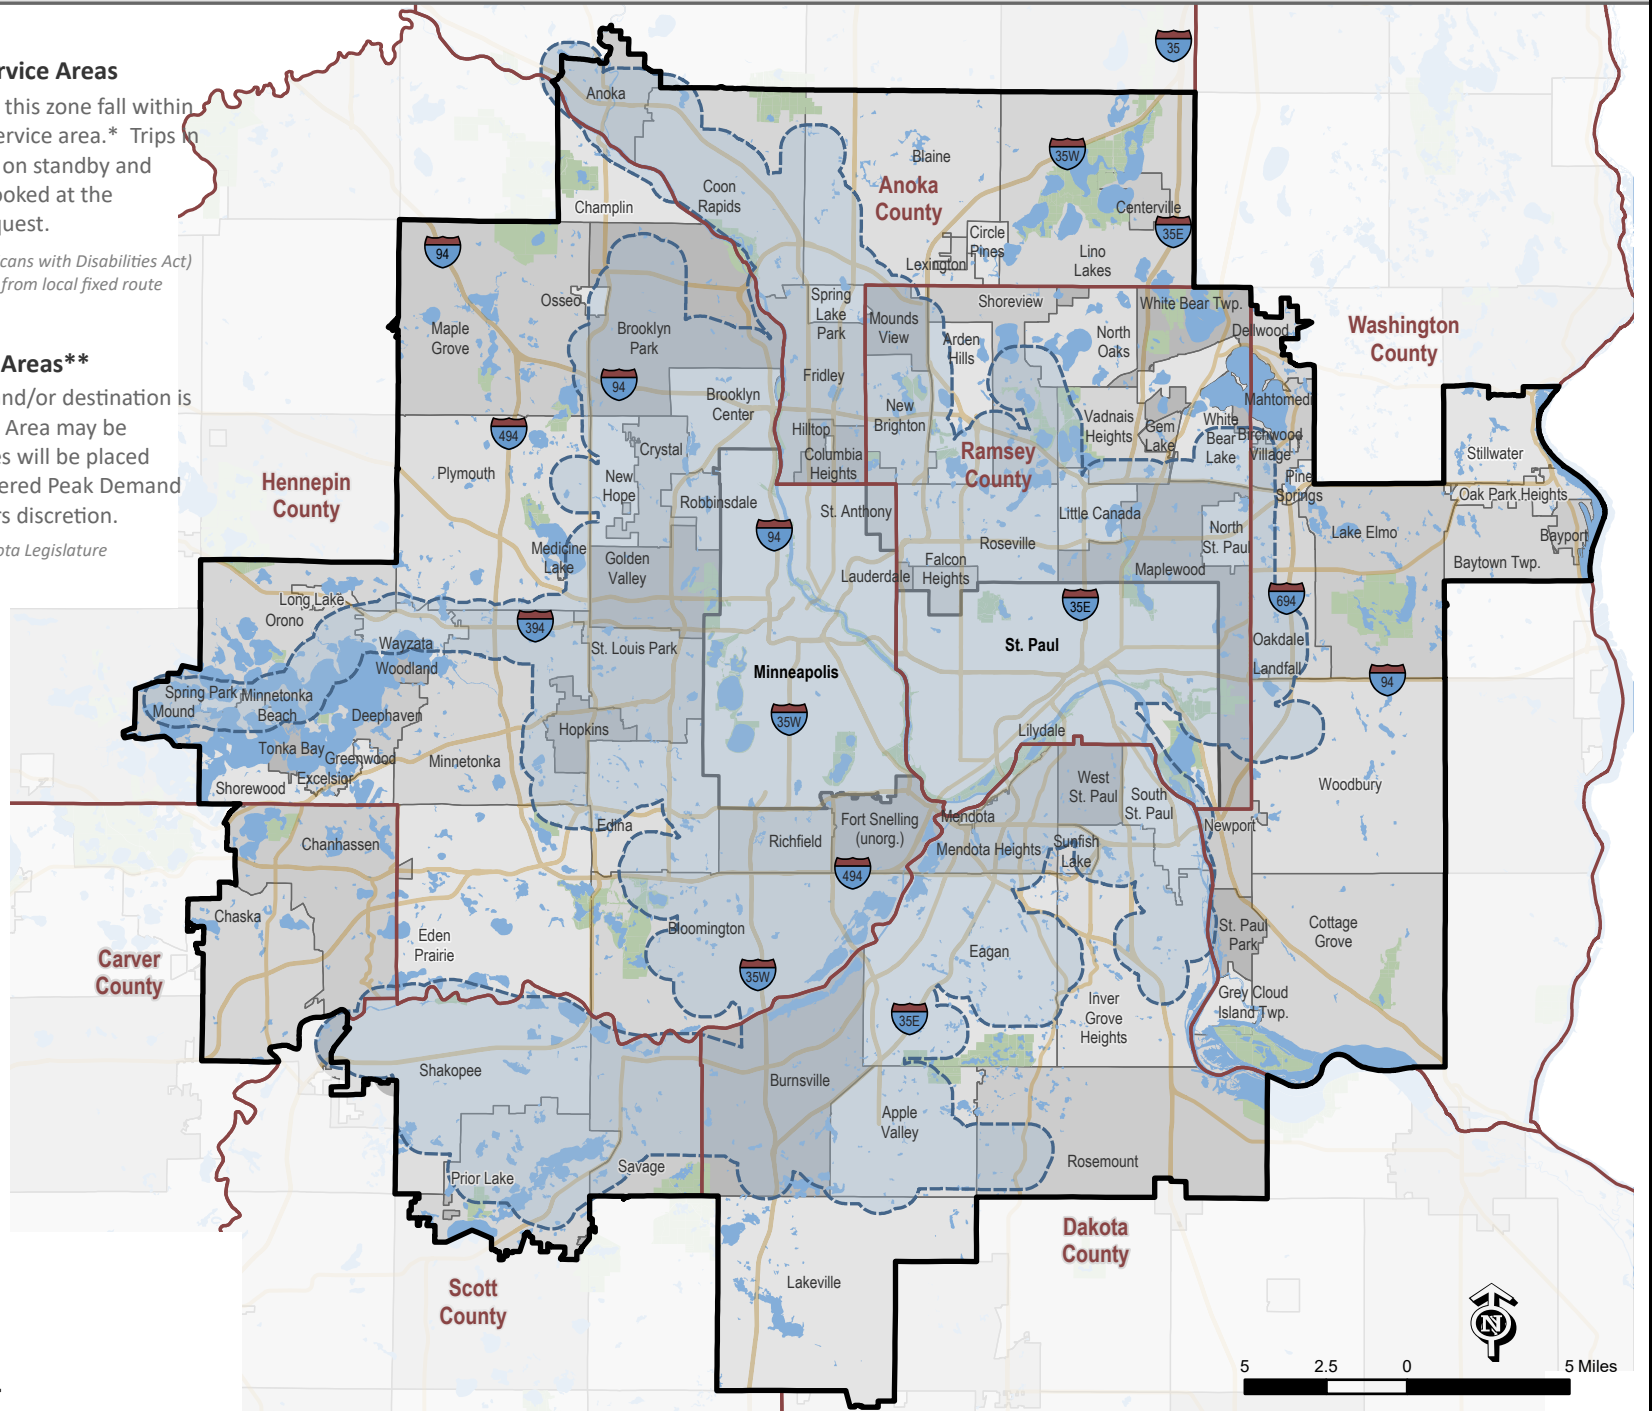 rvice Areas
this zone fall within
ervice area.* Trips in
on standby and
ooked at the
uest.
cans with Disabilities Act)
from local fixed route
Areas**
nd/or destination is
Area may be
es will be placed
ered Peak Demand
rs discretion.
ota Legislature
35
Anoka
Blaine
35W
Coon
Rapids
Anoka
County
Champlin
Centerville
35E
Circle
Pines
Lexington
Lino
Lakes
94
Osseo
Maple
Grove
Brooklyn
Park
Spring
Lake
Park
Mounds
View
Shoreview
White Bear Twp.
Arden
Hills
North
Oaks
Dellwood
Washington
County
94
Fridley
Brooklyn
Center
New
Brighton
Mahtomedi
494
Hilltop
Columbia
Heights
Vadnais
Heights
Gem
Lake
White
Bear
Lake
Birchwood
Village
Crystal
Ramsey
County
Stillwater
Hennepin
County
Plymouth
New
Hope
Robbinsdale
Pine
Springs
Oak Park Heights
St. Anthony
Little Canada
North
St. Paul
Lake Elmo
Bayport
94
Medicine
Lake
Golden
Valley
Roseville
Falcon
Heights
Lauderdale
Maplewood
Baytown Twp.
Long Lake
Orono
394
35E
694
Wayzata
Woodland
St. Louis Park
Minneapolis
St. Paul
Oakdale
Landfall
94
Spring Park
Mound
Minnetonka
Beach
Deephaven
35W
Hopkins
Lilydale
Tonka Bay
Greenwood
Excelsior
Shorewood
Minnetonka
West
St. Paul
South
St. Paul
Woodbury
Chanhassen
Edina
Richfield
Fort Snelling
(unorg.)
494
Mendota
Mendota Heights
Sunfish
Lake
Newport
Chaska
Eden
Prairie
Bloomington
Eagan
St. Paul
Park
Cottage
Grove
Carver
County
35W
35E
Inver
Grove
Heights
Grey Cloud
Island Twp.
Shakopee
Burnsville
Apple
Valley
Prior Lake
Savage
Rosemount
Dakota
County
Scott
County
Lakeville
N
5
2.5
0
5 Miles